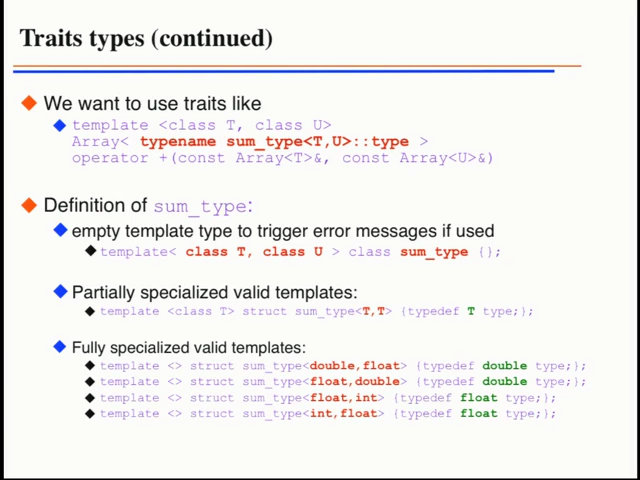 Traits types (continued)
We want to use traits like
template <class T, class U>
Array< typename sum_type<T,U>::type >
operator +(const Array<T>&, const Array<U>&)
Definition of sum_type:
empty template type to trigger error messages if used
template< class T, class U > class sum_type {};
Partially specialized valid templates:
template <class T> struct sum_type<T,T> {typedef T type;};
Fully specialized valid templates:
template <> struct sum_type<double,float> {typedef double type;};
template <> struct sum_type<float,double> {typedef double type;};
template <> struct sum_type<float,int> {typedef float type;};
template <> struct sum_type<int,float> {typedef float type;};